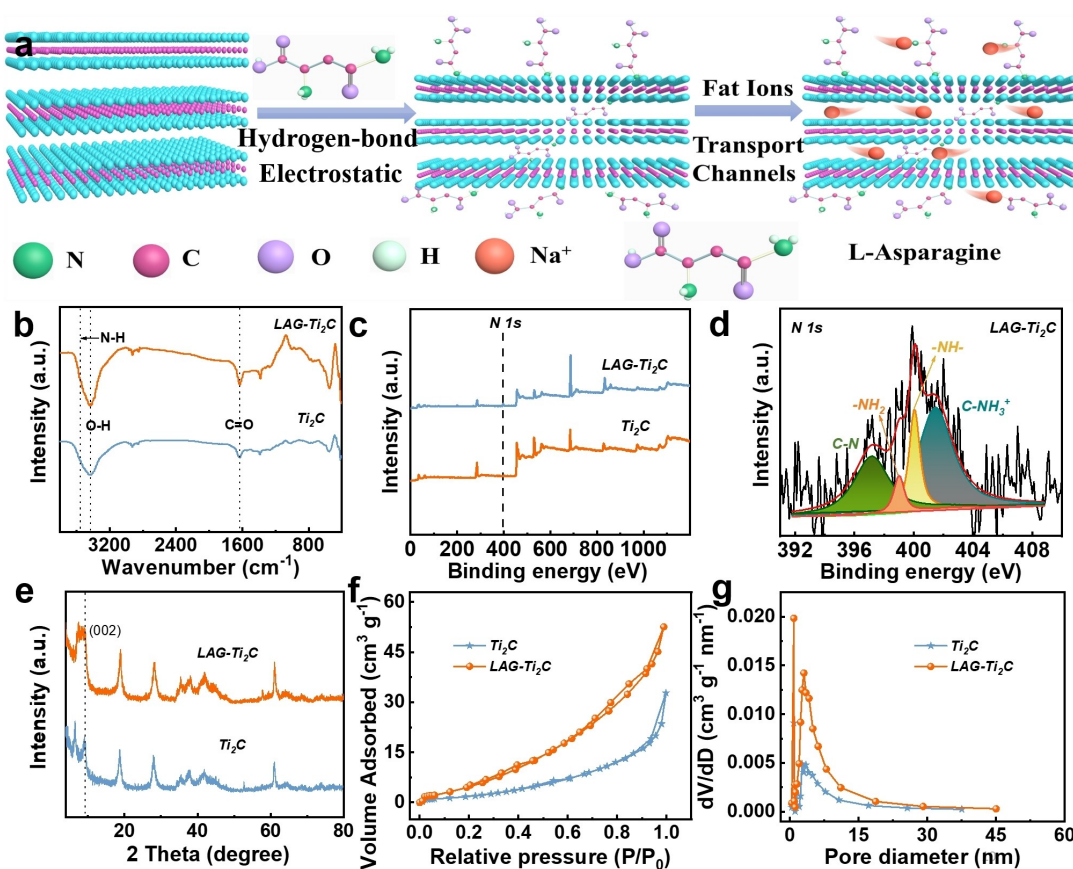 a
Hydrogen-bond
Electrostatic
Fat Ions
Transport
Channels
N
C
O
H
Na⁺
L-Asparagine
b
N-H
LAG-Ti₂C
O-H
C=O
Ti₂C
Intensity (a.u.)
3200 2400 1600 800
Wavenumber (cm⁻¹)
c
N 1s
LAG-Ti₂C
Ti₂C
Intensity (a.u.)
0 200 400 600 800 1000
Binding energy (eV)
d
N 1s
LAG-Ti₂C
-NH-
-NH₂
C-NH₃⁺
C-N
Intensity (a.u.)
392 396 400 404 408
Binding energy (eV)
e
(002)
LAG-Ti₂C
Ti₂C
Intensity (a.u.)
20 40 60 80
2 Theta (degree)
f
Ti₂C
LAG-Ti₂C
Volume Adsorbed (cm³ g⁻¹)
60
45
30
15
0
0.0 0.2 0.4 0.6 0.8 1.0
Relative pressure (P/P₀)
g
Ti₂C
LAG-Ti₂C
dV/dD (cm³ g⁻¹ nm⁻¹)
0.020
0.015
0.010
0.005
0.000
0 15 30 45 60
Pore diameter (nm)